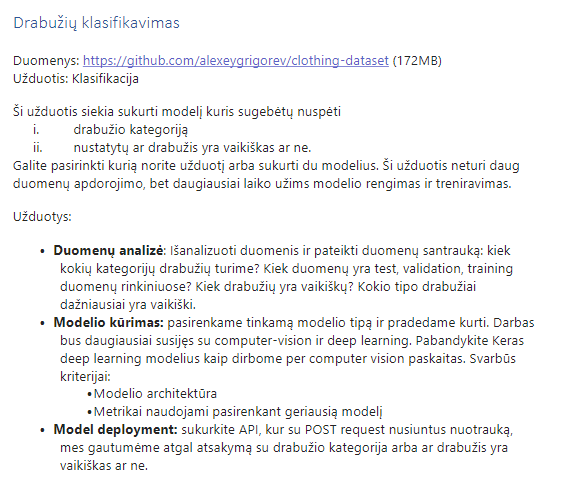 Drabužių klasifikavimas
Duomenys: https://github.com/alexeygrigorev/clothing-dataset (172MB)
Užduotis: Klasifikacija
Ši užduotis siekia sukurti modelį kuris sugebėtų nuspėti
i. drabužio kategoriją
ii. nustatytų ar drabužis yra vaikiškas ar ne.
Galite pasirinkti kurią norite užduotį arba sukurti du modelius. Ši užduotis neturi daug
duomenų apdorojimo, bet daugiausiai laiko užims modelio rengimas ir treniravimas.
Užduotys:
• Duomenų analizė: Išanalizuoti duomenis ir pateikti duomenų santrauką: kiek
kokių kategorijų drabužių turime? Kiek duomenų yra test, validation, training
duomenų rinkiniuose? Kiek drabužių yra vaikiškų? Kokio tipo drabužiai
dažniausiai yra vaikiški.
• Modelio kūrimas: pasirenkame tinkamą modelio tipą ir pradedame kurti. Darbas
bus daugiausiai susijęs su computer-vision ir deep learning. Pabandykite Keras
deep learning modelius kaip dirbome per computer vision paskaitas. Svarbūs
kriterijai:
•Modelio architektūra
•Metrikai naudojami pasirenkant geriausią modelį
• Model deployment: sukurkite API, kur su POST request nusiuntus nuotrauką,
mes gautumėme atgal atsakymą su drabužio kategorija arba ar drabužis yra
vaikiškas ar ne.